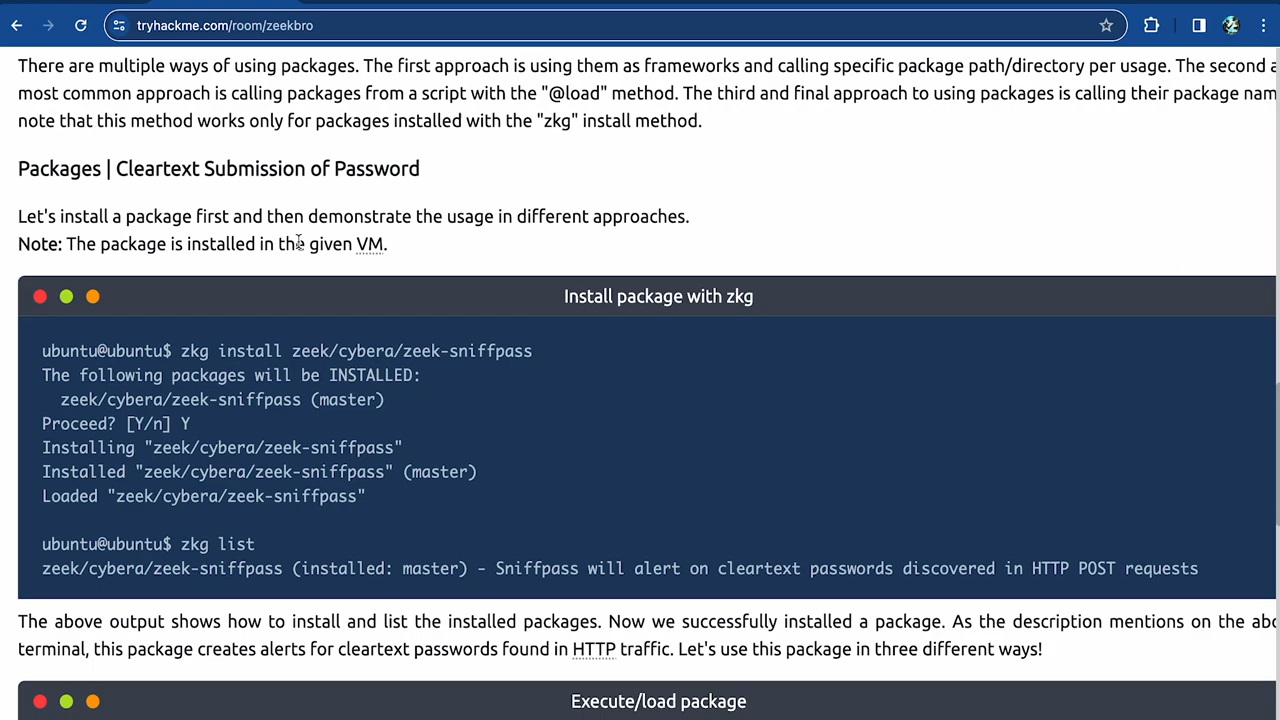 tryhackme.com/room/zeekbro
There are multiple ways of using packages. The first approach is using them as frameworks and calling specific package path/directory per usage. The second a
most common approach is calling packages from a script with the "@load" method. The third and final approach to using packages is calling their package nam
note that this method works only for packages installed with the "zkg" install method.
Packages | Cleartext Submission of Password
Let's install a package first and then demonstrate the usage in different approaches.
Note: The package is installed in the given VM.
Install package with zkg
ubuntu@ubuntu$ zkg install zeek/cybera/zeek-sniffpass
The following packages will be INSTALLED:
zeek/cybera/zeek-sniffpass (master)
Proceed? [Y/n] Y
Installing "zeek/cybera/zeek-sniffpass"
Installed "zeek/cybera/zeek-sniffpass" (master)
Loaded "zeek/cybera/zeek-sniffpass"
ubuntu@ubuntu$ zkg list
zeek/cybera/zeek-sniffpass (installed: master) - Sniffpass will alert on cleartext passwords discovered in HTTP POST requests
The above output shows how to install and list the installed packages. Now we successfully installed a package. As the description mentions on the abo
terminal, this package creates alerts for cleartext passwords found in HTTP traffic. Let's use this package in three different ways!
Execute/load package